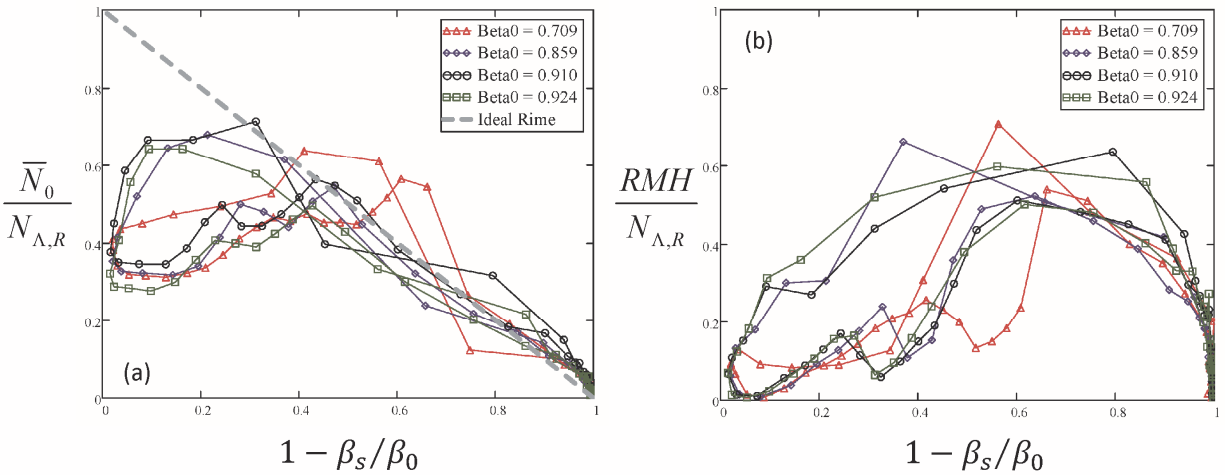 (a)
1
0.8
0.6
0.4
0.2
0
0
0.2
0.4
0.6
0.8
1
N̅₀
N_Λ,R
1 − βₛ/β₀
Beta0 = 0.709
Beta0 = 0.859
Beta0 = 0.910
Beta0 = 0.924
Ideal Rime
(b)
1
0.8
0.6
0.4
0.2
0
0
0.2
0.4
0.6
0.8
1
RMH
N_Λ,R
1 − βₛ/β₀
Beta0 = 0.709
Beta0 = 0.859
Beta0 = 0.910
Beta0 = 0.924